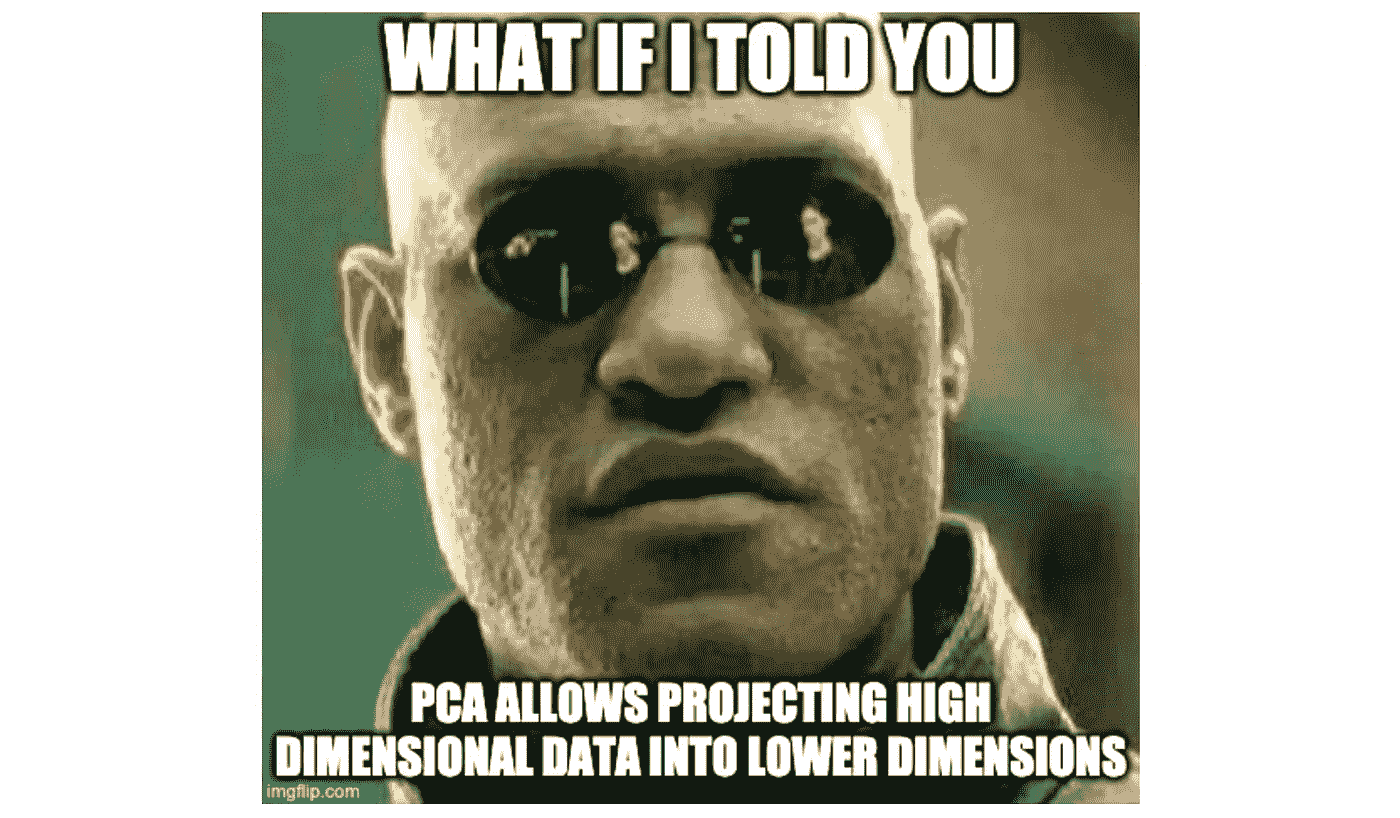 WHAT IF I TOLD YOU
PCA ALLOWS PROJECTING HIGH
DIMENSIONAL DATA INTO LOWER DIMENSIONS
imgflip.com